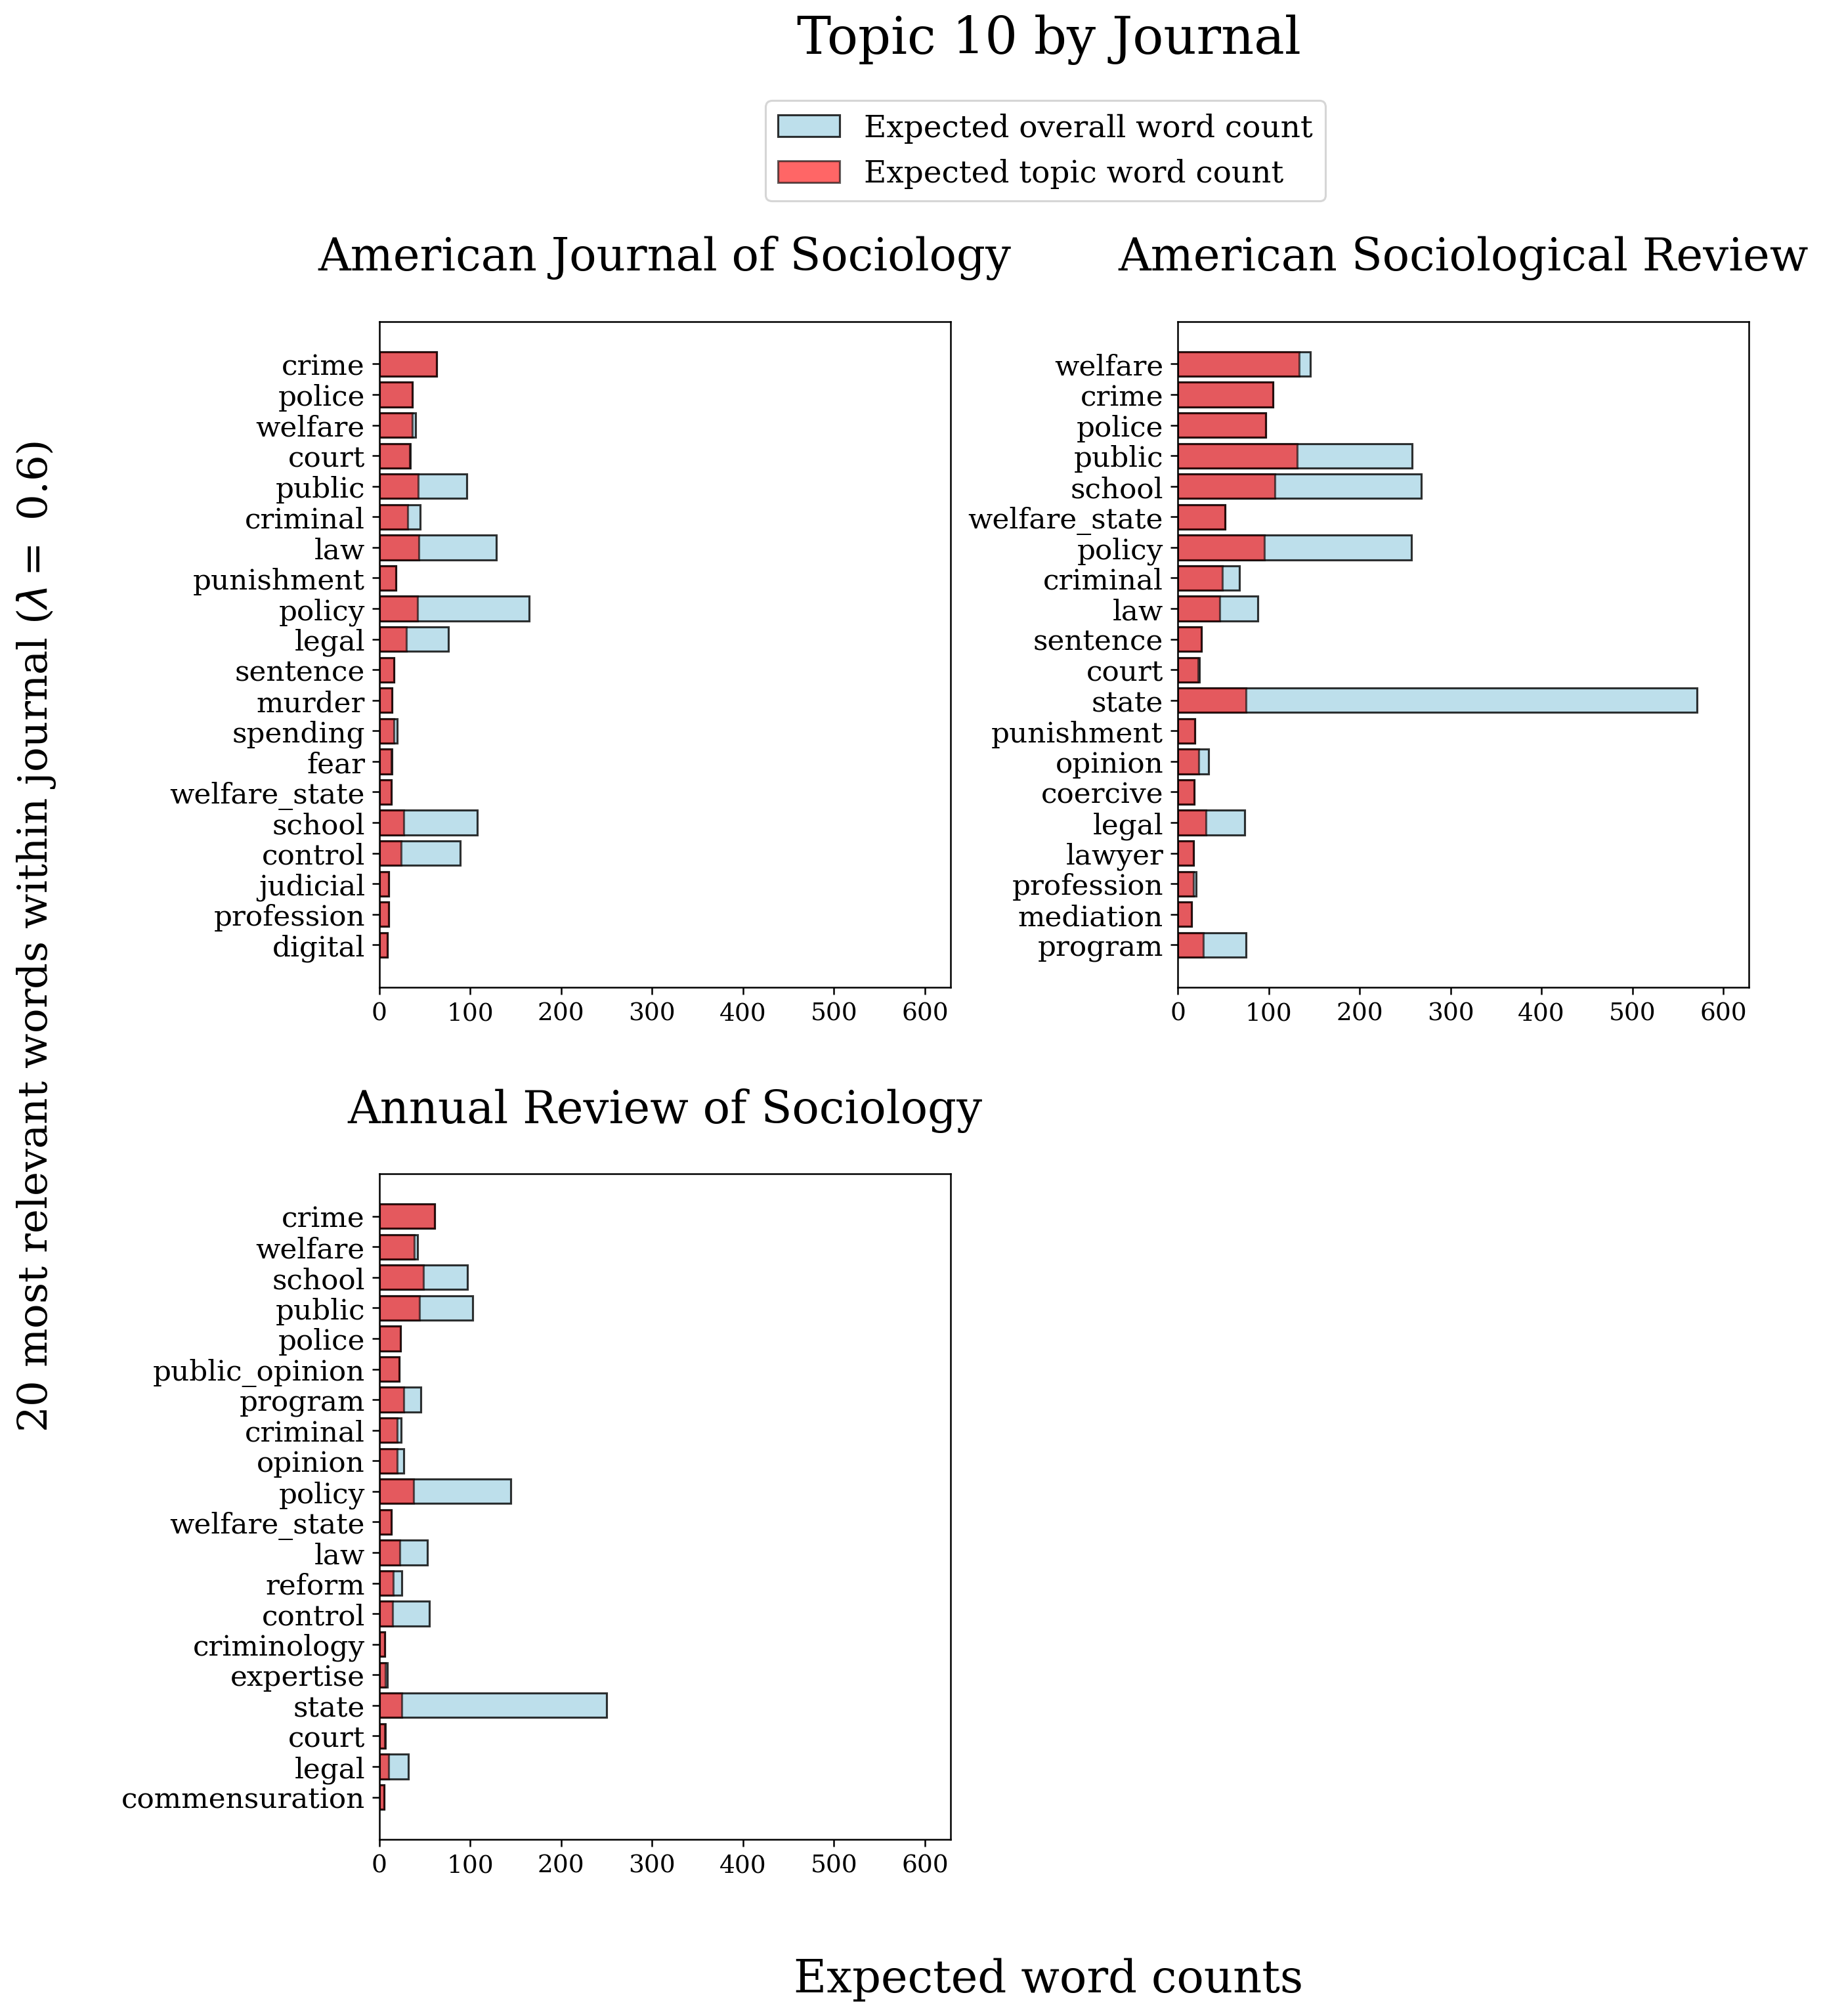 Topic 10 by Journal
Expected overall word count
Expected topic word count
20 most relevant words within journal (λ = 0.6)
American Journal of Sociology
crime
police
welfare
court
public
criminal
law
punishment
policy
legal
sentence
murder
spending
fear
welfare_state
school
control
judicial
profession
digital
0 100 200 300 400 500 600
American Sociological Review
welfare
crime
police
public
school
welfare_state
policy
criminal
law
sentence
court
state
punishment
opinion
coercive
legal
lawyer
profession
mediation
program
0 100 200 300 400 500 600
Annual Review of Sociology
crime
welfare
school
public
police
public_opinion
program
criminal
opinion
policy
welfare_state
law
reform
control
criminology
expertise
state
court
legal
commensuration
0 100 200 300 400 500 600
Expected word counts